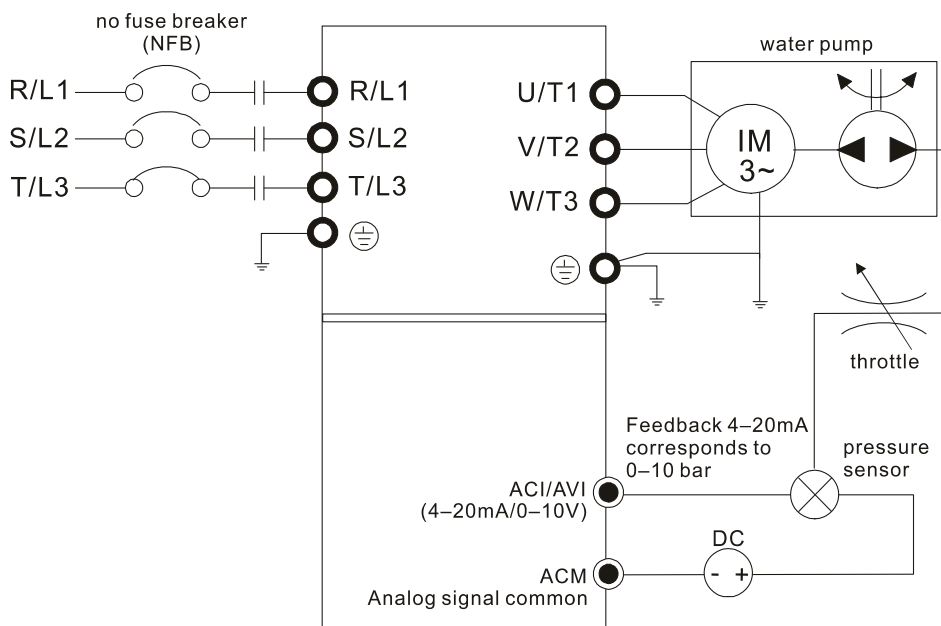 no fuse breaker
(NFB)
water pump
R/L1
R/L1
U/T1
S/L2
S/L2
V/T2
IM
3~
T/L3
T/L3
W/T3
throttle
Feedback 4–20mA
corresponds to
0–10 bar
pressure
sensor
ACI/AVI
(4–20mA/0–10V)
DC
- +
ACM
Analog signal common